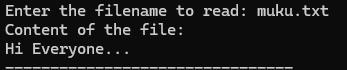 Enter the filename to read: muku.txt
Content of the file:
Hi Everyone...
================================